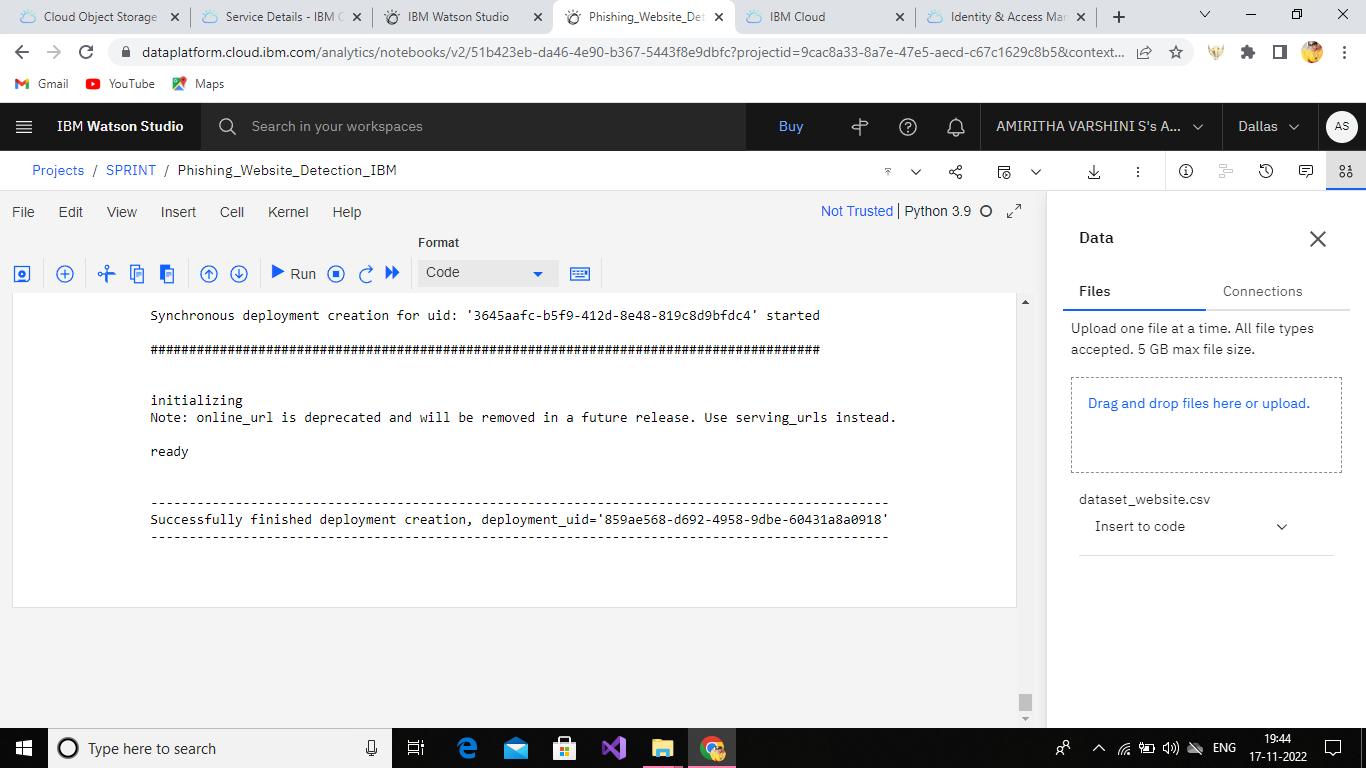 Cloud Object Storage
Service Details - IBM C
IBM Watson Studio
Phishing_Website_Det
IBM Cloud
Identity & Access Man
dataplatform.cloud.ibm.com/analytics/notebooks/v2/51b423eb-da46-4e90-b367-5443f8e9dbfc?projectid=9cac8a33-8a7e-47e5-aecd-c67c1629c8b5&context...
Gmail
YouTube
Maps
IBM Watson Studio
Search in your workspaces
Buy
AMIRITHA VARSHINI S's A...
Dallas
AS
Projects / SPRINT / Phishing_Website_Detection_IBM
File Edit View Insert Cell Kernel Help
Not Trusted | Python 3.9
Format
Run
Code
Synchronous deployment creation for uid: '3645aafc-b5f9-412d-8e48-819c8d9bfdc4' started
#######################################################################################
initializing
Note: online_url is deprecated and will be removed in a future release. Use serving_urls instead.
ready
------------------------------------------------------------------------------------------------
Successfully finished deployment creation, deployment_uid='859ae568-d692-4958-9dbe-60431a8a0918'
------------------------------------------------------------------------------------------------
Data
Files
Connections
Upload one file at a time. All file types
accepted. 5 GB max file size.
Drag and drop files here or upload.
dataset_website.csv
Insert to code
Type here to search
ENG
19:44
17-11-2022